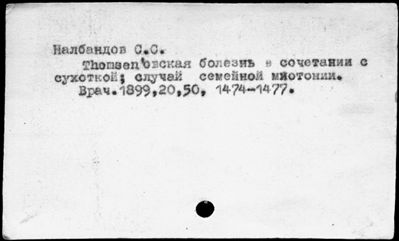 Налбандов С.С.
Thomsen'овская болезнь в сочетании с
сухоткой; случай семейной миотонии.
Врач.1899,20,50, 1474-1477.